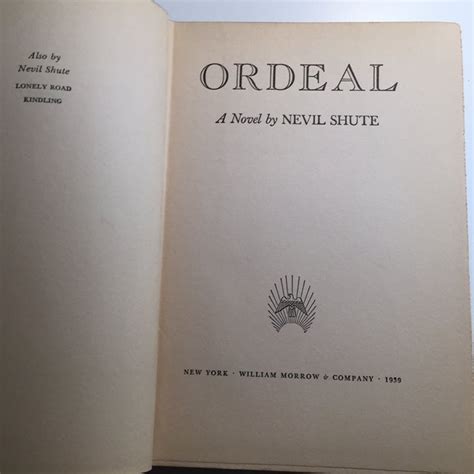 Also by
Nevil Shute
LONELY ROAD
KINDLING
ORDEAL
A Novel by NEVIL SHUTE
NEW YORK · WILLIAM MORROW & COMPANY · 1939